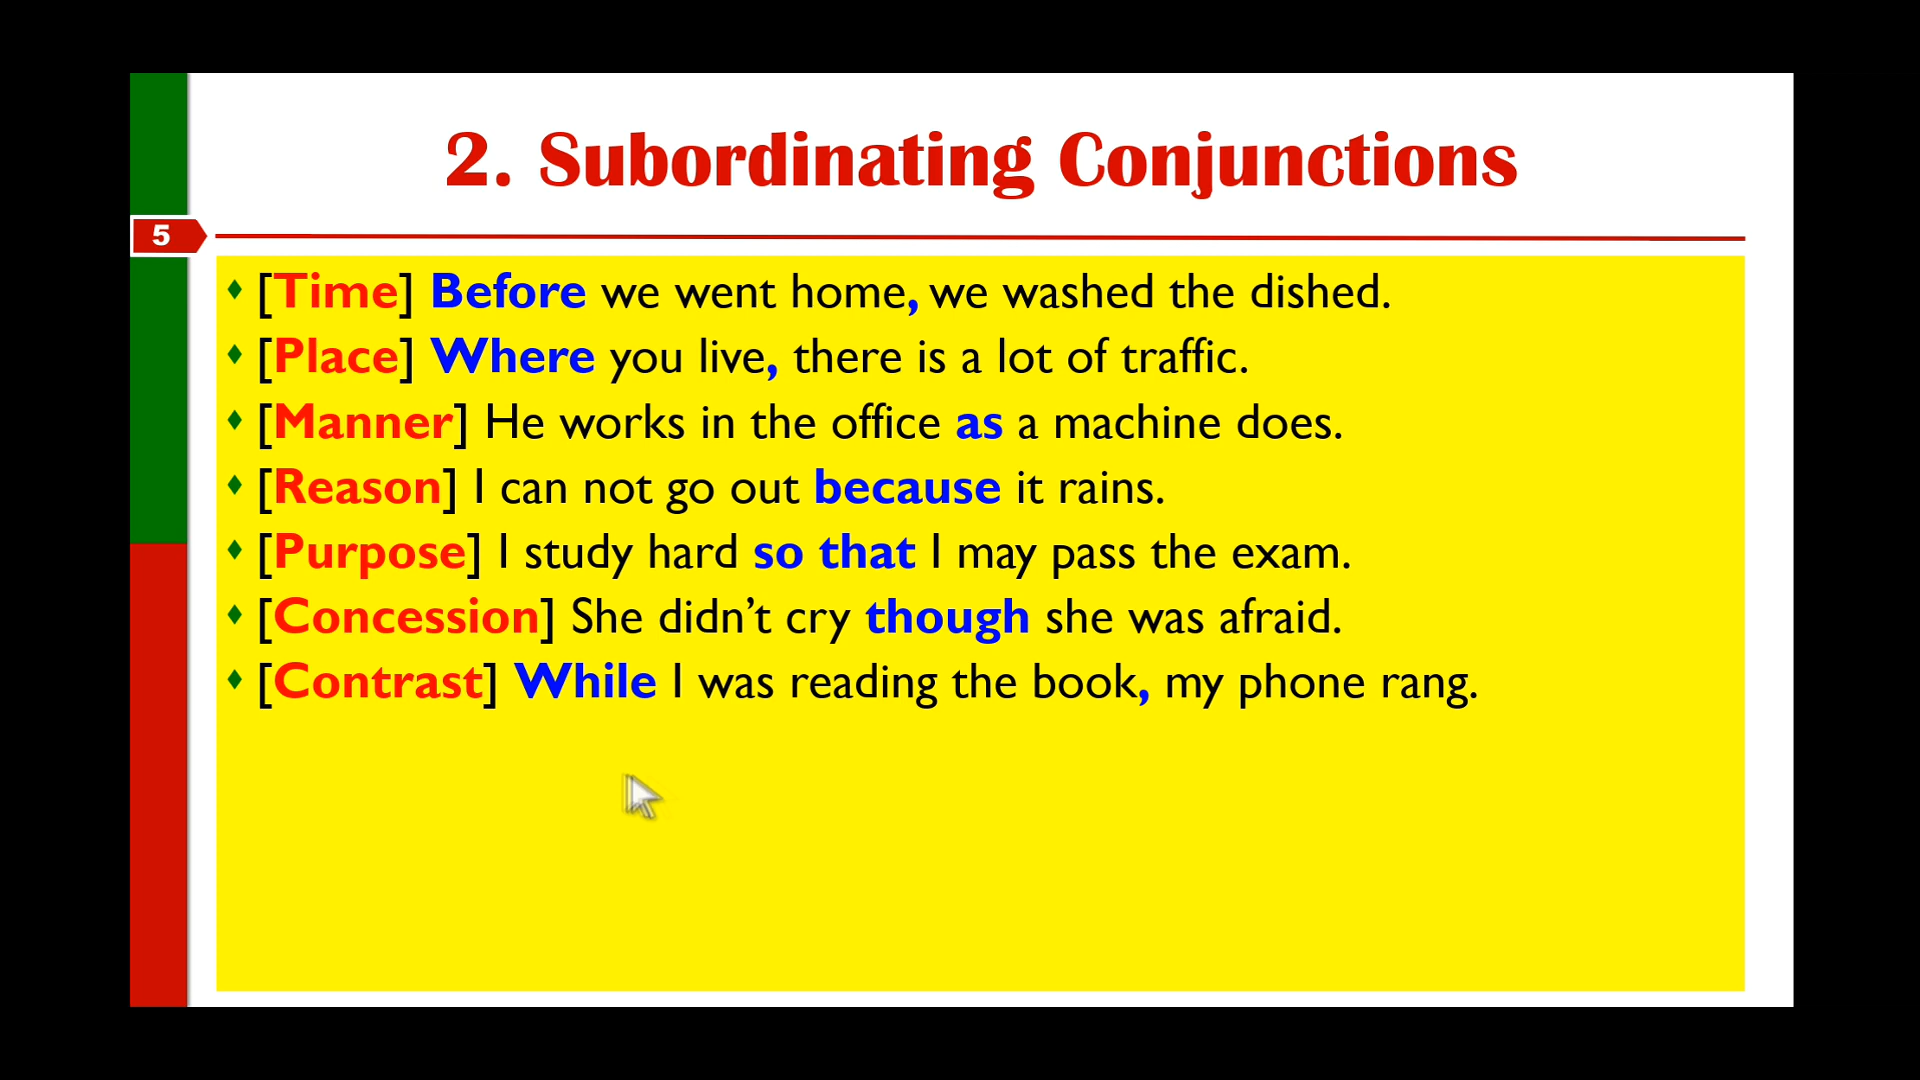 2. Subordinating Conjunctions
5
[Time] Before we went home, we washed the dished.
[Place] Where you live, there is a lot of traffic.
[Manner] He works in the office as a machine does.
[Reason] I can not go out because it rains.
[Purpose] I study hard so that I may pass the exam.
[Concession] She didn’t cry though she was afraid.
[Contrast] While I was reading the book, my phone rang.